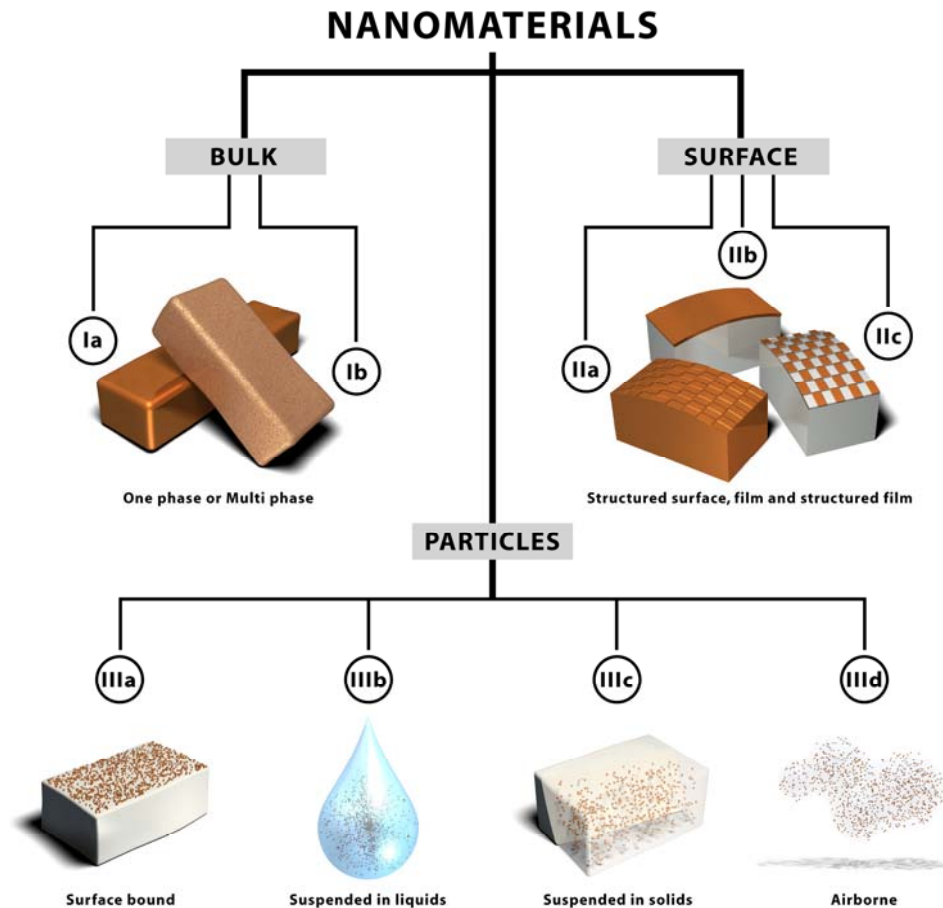 NANOMATERIALS
BULK
SURFACE
IIb
Ia
Ib
IIa
IIc
One phase or Multi phase
Structured surface, film and structured film
PARTICLES
IIIa
IIIb
IIIc
IIId
Surface bound
Suspended in liquids
Suspended in solids
Airborne